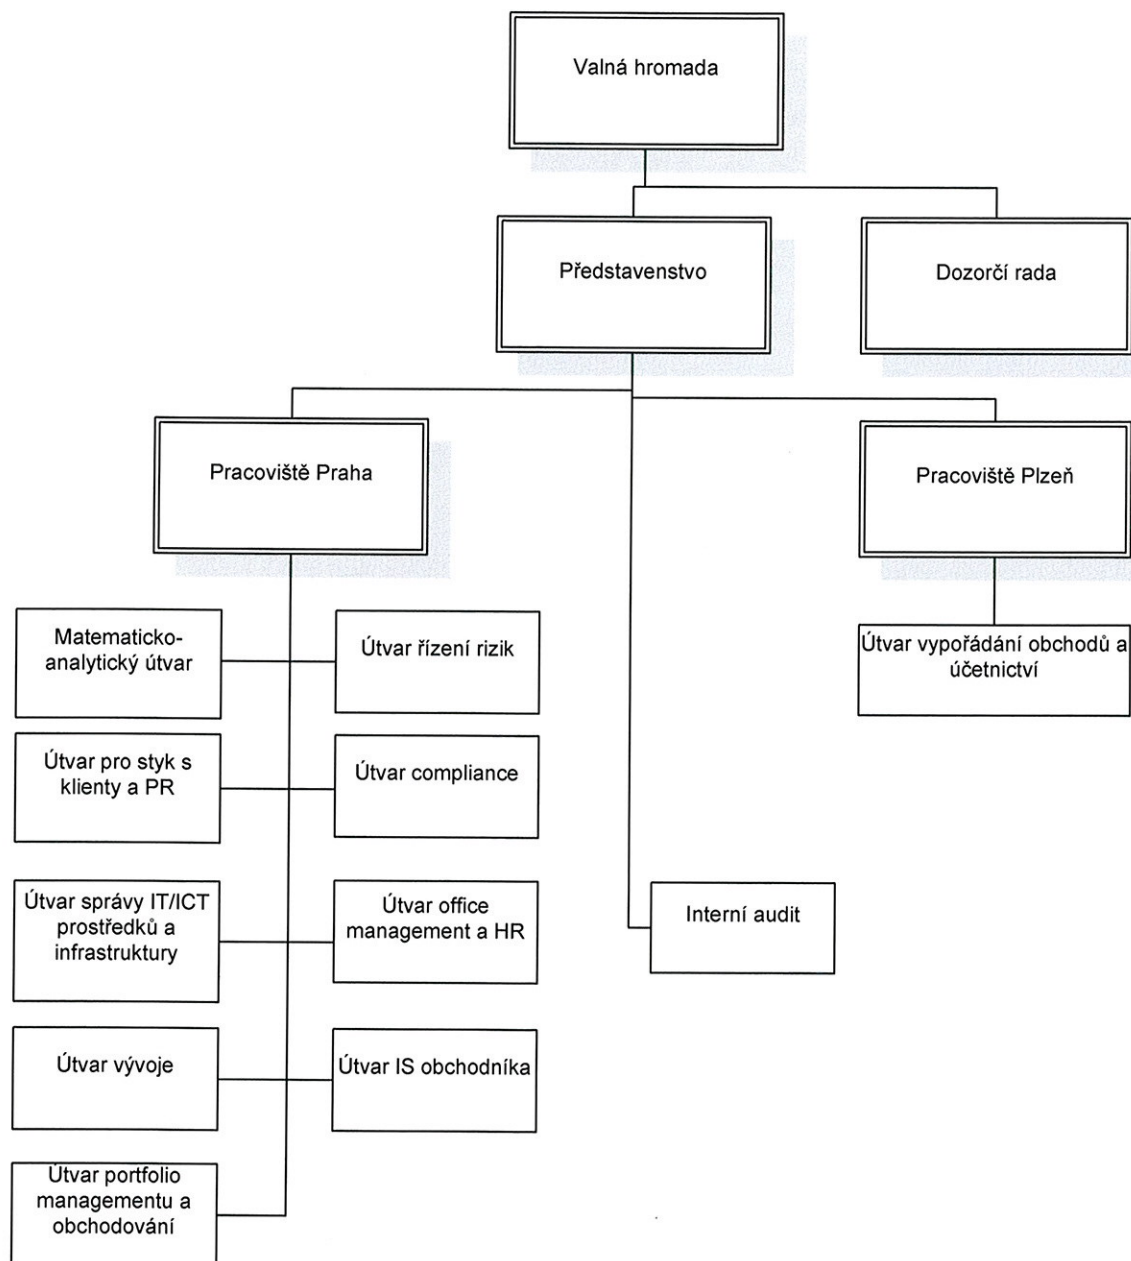 Valná hromada
Představenstvo
Dozorčí rada
Pracoviště Praha
Pracoviště Plzeň
Matematicko-
analytický útvar
Útvar řízení rizik
Útvar vypořádání obchodů a
účetnictví
Útvar pro styk s
klienty a PR
Útvar compliance
Útvar správy IT/ICT
prostředků a
infrastruktury
Útvar office
management a HR
Interní audit
Útvar vývoje
Útvar IS obchodníka
Útvar portfolio
managementu a
obchodování